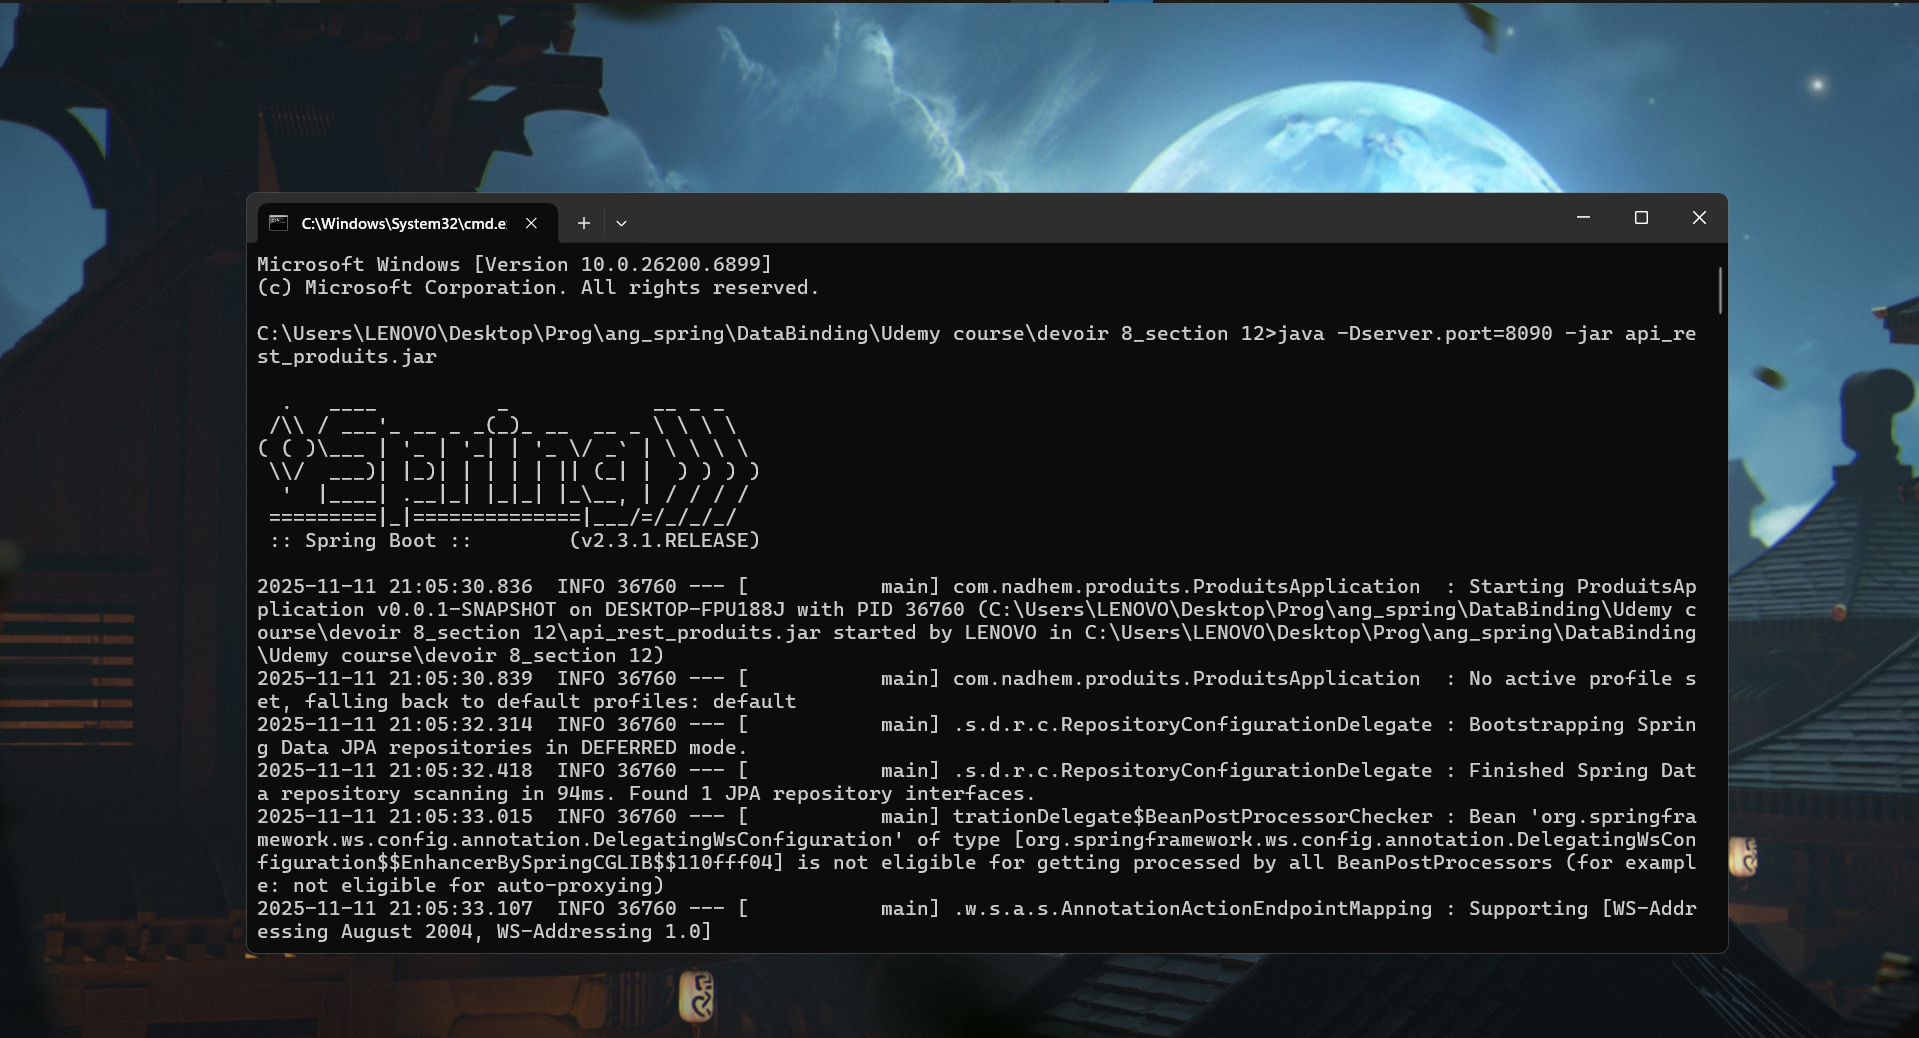 C:\Windows\System32\cmd.e
Microsoft Windows [Version 10.0.26200.6899]
(c) Microsoft Corporation. All rights reserved.
C:\Users\LENOVO\Desktop\Prog\ang_spring\DataBinding\Udemy course\devoir 8_section 12>java -Dserver.port=8090 -jar api_re
st_produits.jar
  .   ____          _            __ _ _
 /\\ / ___'_ __ _ _(_)_ __  __ _ \ \ \ \
( ( )\___ | '_ | '_| | '_ \/ _` | \ \ \ \
 \\/  ___)| |_)| | | | | || (_| |  ) ) ) )
  '  |____| .__|_| |_|_| |_\__, | / / / /
 =========|_|==============|___/=/_/_/_/
 :: Spring Boot ::        (v2.3.1.RELEASE)
2025-11-11 21:05:30.836  INFO 36760 --- [           main] com.nadhem.produits.ProduitsApplication  : Starting ProduitsAp
plication v0.0.1-SNAPSHOT on DESKTOP-FPU188J with PID 36760 (C:\Users\LENOVO\Desktop\Prog\ang_spring\DataBinding\Udemy c
ourse\devoir 8_section 12\api_rest_produits.jar started by LENOVO in C:\Users\LENOVO\Desktop\Prog\ang_spring\DataBinding
\Udemy course\devoir 8_section 12)
2025-11-11 21:05:30.839  INFO 36760 --- [           main] com.nadhem.produits.ProduitsApplication  : No active profile s
et, falling back to default profiles: default
2025-11-11 21:05:32.314  INFO 36760 --- [           main] .s.d.r.c.RepositoryConfigurationDelegate : Bootstrapping Sprin
g Data JPA repositories in DEFERRED mode.
2025-11-11 21:05:32.418  INFO 36760 --- [           main] .s.d.r.c.RepositoryConfigurationDelegate : Finished Spring Dat
a repository scanning in 94ms. Found 1 JPA repository interfaces.
2025-11-11 21:05:33.015  INFO 36760 --- [           main] trationDelegate$BeanPostProcessorChecker : Bean 'org.springfra
mework.ws.config.annotation.DelegatingWsConfiguration' of type [org.springframework.ws.config.annotation.DelegatingWsCon
figuration$$EnhancerBySpringCGLIB$$110fff04] is not eligible for getting processed by all BeanPostProcessors (for exampl
e: not eligible for auto-proxying)
2025-11-11 21:05:33.107  INFO 36760 --- [           main] .w.s.a.s.AnnotationActionEndpointMapping : Supporting [WS-Addr
essing August 2004, WS-Addressing 1.0]